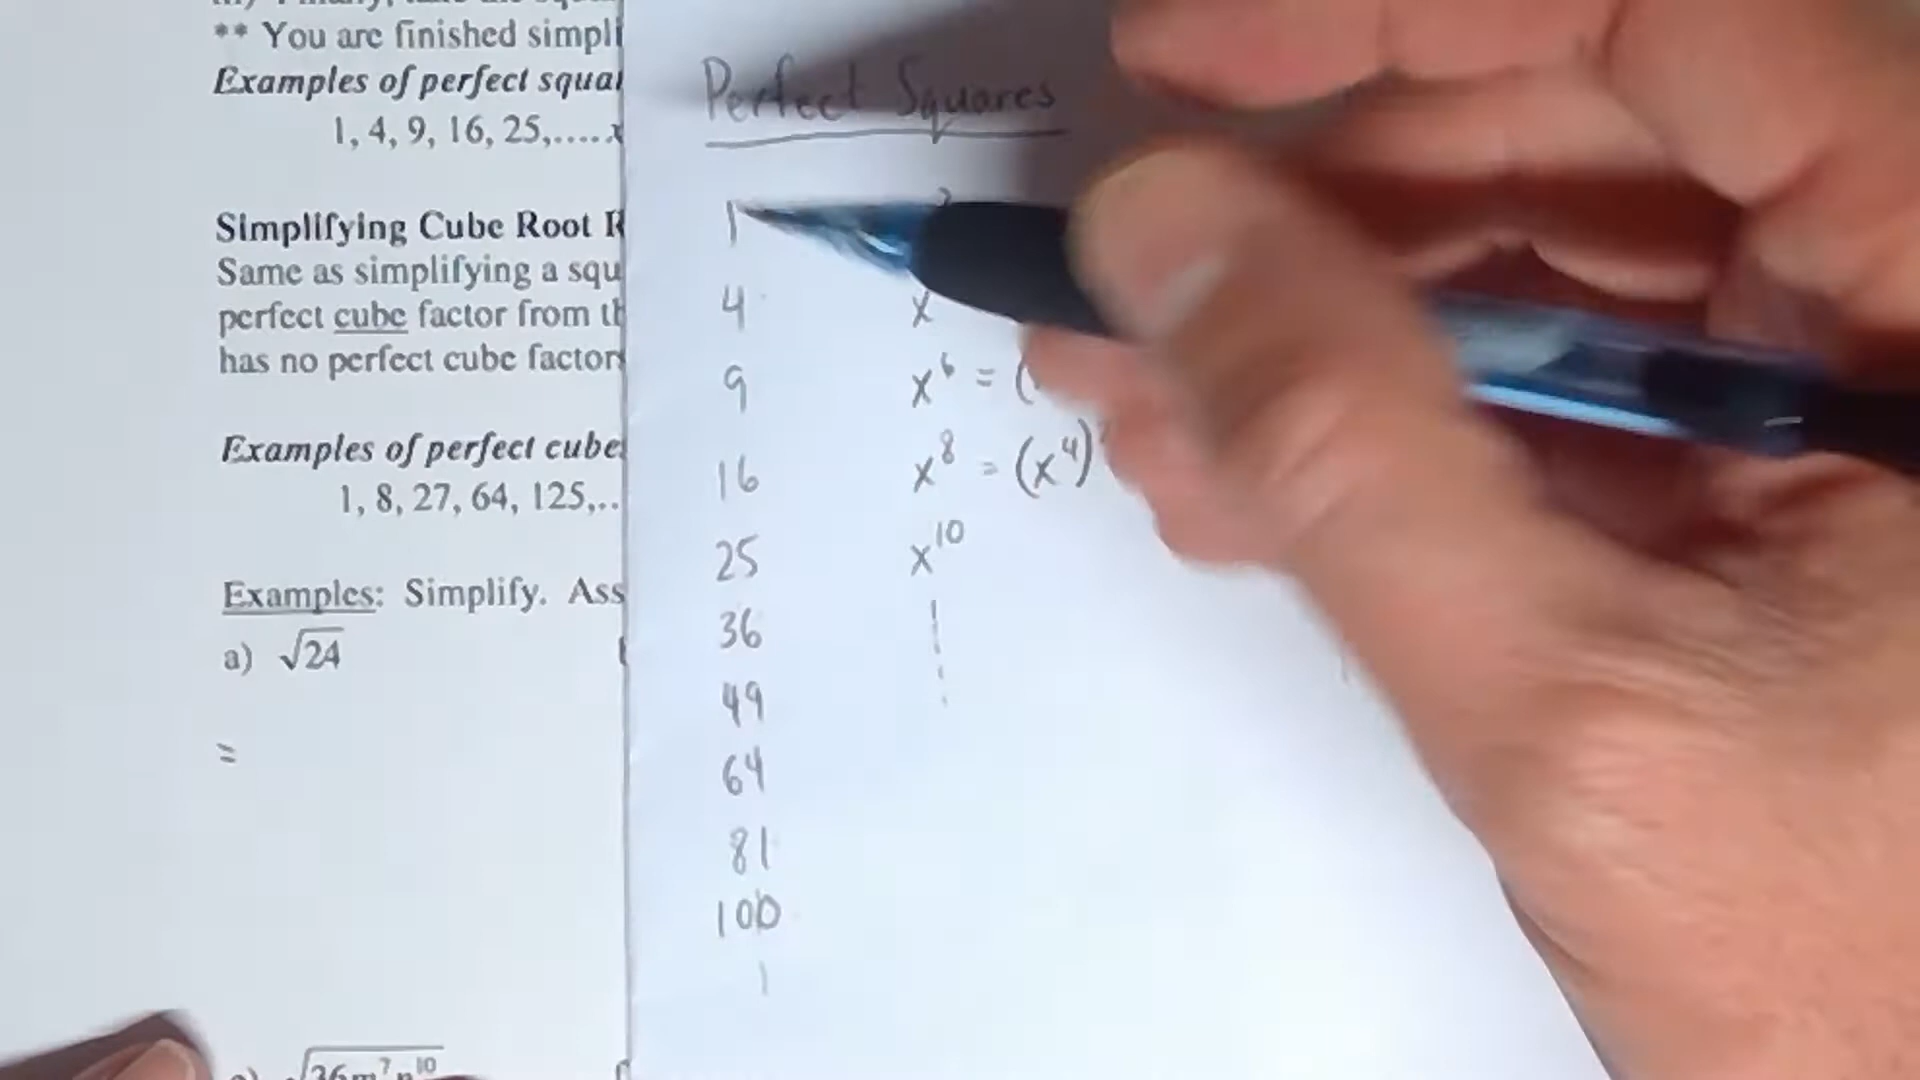 ** You are finished simpli
Examples of perfect squar
1, 4, 9, 16, 25,.....
Simplifying Cube Root R
Same as simplifying a squ
perfect cube factor from th
has no perfect cube factor
Examples of perfect cube
1, 8, 27, 64, 125,..
Examples: Simplify. Ass
a) √24
=
√36m⁷n¹⁰
Perfect Squares
1
4 x
9 x⁶ = (
16 x⁸ = (x⁴)
25 x¹⁰
36
49
64
81
100